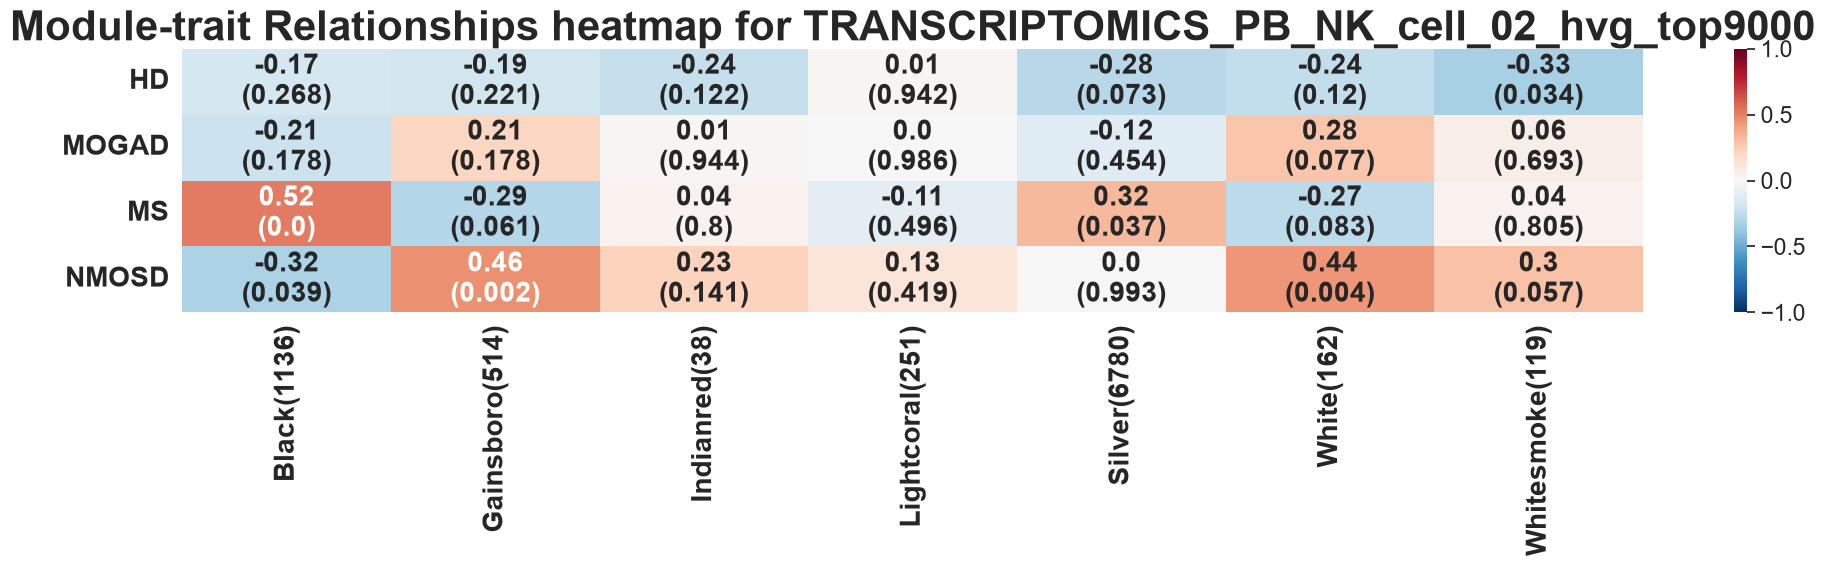 Module-trait Relationships heatmap for TRANSCRIPTOMICS_PB_NK_cell_02_hvg_top9000
HD -0.17 -0.19 -0.24 0.01 -0.28 -0.24 -0.33
(0.268) (0.221) (0.122) (0.942) (0.073) (0.12) (0.034)
MOGAD -0.21 0.21 0.01 0.0 -0.12 0.28 0.06
(0.178) (0.178) (0.944) (0.986) (0.454) (0.077) (0.693)
MS 0.52 -0.29 0.04 -0.11 0.32 -0.27 0.04
(0.0) (0.061) (0.8) (0.496) (0.037) (0.083) (0.805)
NMOSD -0.32 0.46 0.23 0.13 0.0 0.44 0.3
(0.039) (0.002) (0.141) (0.419) (0.993) (0.004) (0.057)
Black(1136)
Gainsboro(514)
Indianred(38)
Lightcoral(251)
Silver(6780)
White(162)
Whitesmoke(119)
1.0
0.5
0.0
−0.5
−1.0